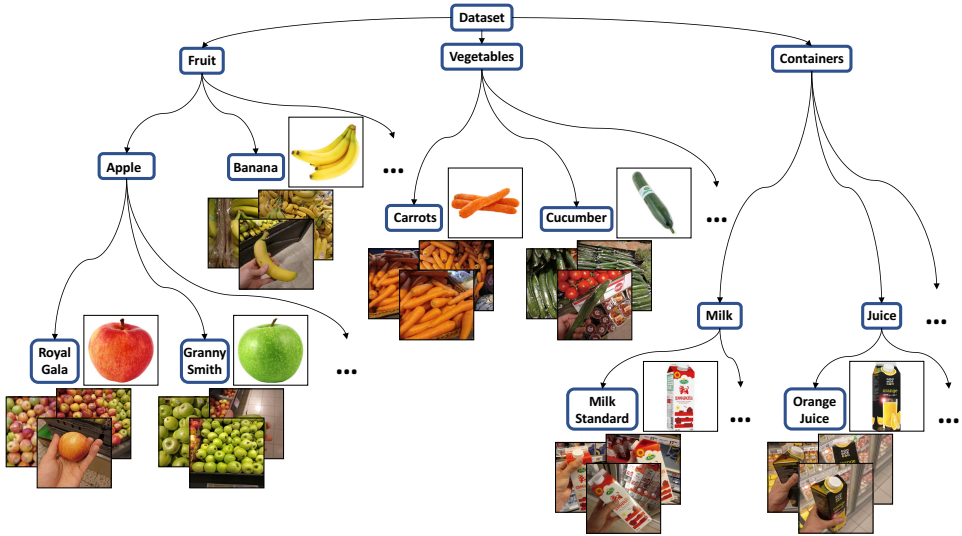 Dataset
Fruit
Vegetables
Containers
Apple
Banana
...
Carrots
Cucumber
...
Milk
Juice
...
Royal
Gala
Granny
Smith
...
Milk
Standard
...
Orange
Juice
...